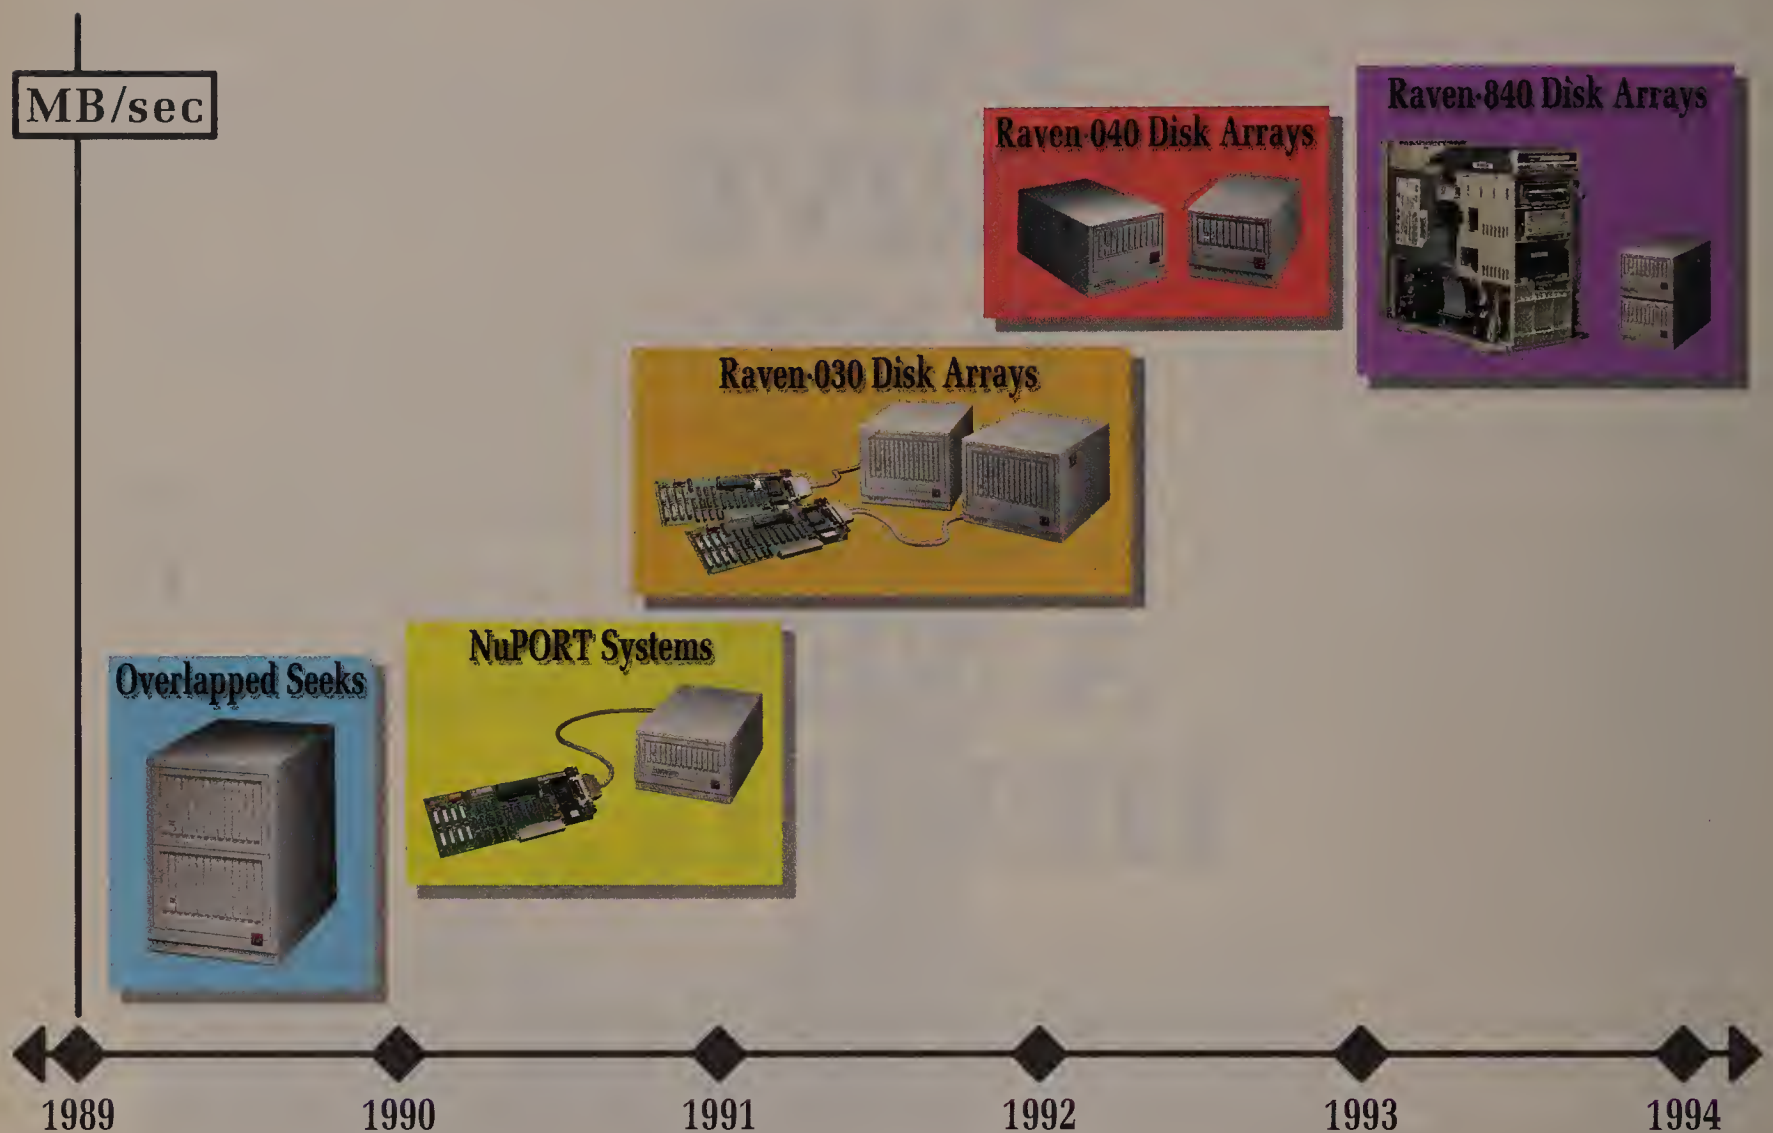 MB/sec
Raven·840 Disk Arrays
Raven·040 Disk Arrays
Raven·030 Disk Arrays
NuPORT Systems
Overlapped Seeks
1989 1990 1991 1992 1993 1994